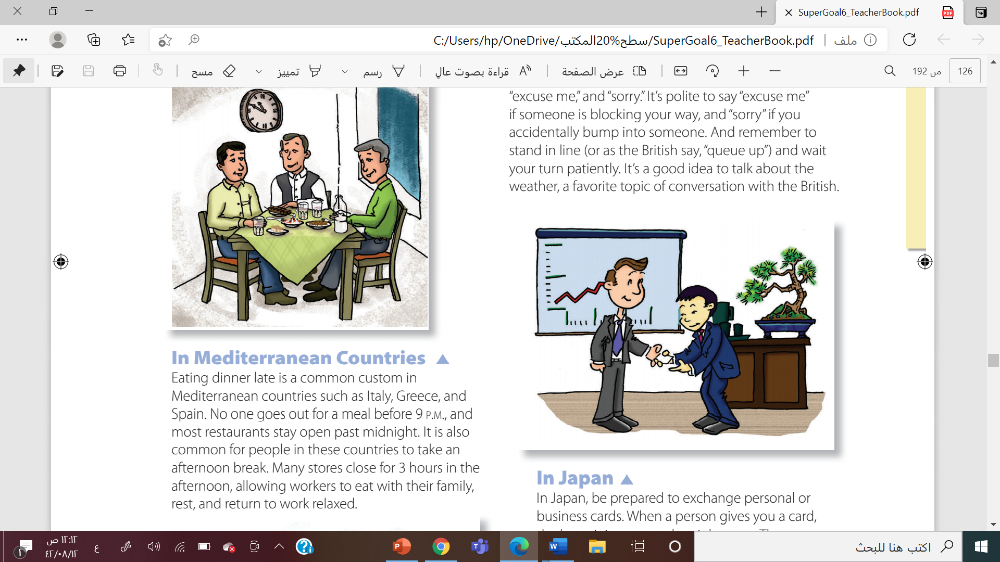 SuperGoal6_TeacherBook.pdf
C:/Users/hp/OneDrive/سطح%20المكتب/SuperGoal6_TeacherBook.pdf
ملف
مسح
تمييز
رسم
قراءة بصوت عالٍ
عرض الصفحة
من 192
126
“excuse me,” and “sorry.” It’s polite to say “excuse me”
if someone is blocking your way, and “sorry” if you
accidentally bump into someone. And remember to
stand in line (or as the British say, “queue up”) and wait
your turn patiently. It’s a good idea to talk about the
weather, a favorite topic of conversation with the British.
In Mediterranean Countries
Eating dinner late is a common custom in
Mediterranean countries such as Italy, Greece, and
Spain. No one goes out for a meal before 9 P.M., and
most restaurants stay open past midnight. It is also
common for people in these countries to take an
afternoon break. Many stores close for 3 hours in the
afternoon, allowing workers to eat with their family,
rest, and return to work relaxed.
In Japan
In Japan, be prepared to exchange personal or
business cards. When a person gives you a card,
١٢:١٢ ص
٤٢/٠٨/١٢
ع
اكتب هنا للبحث